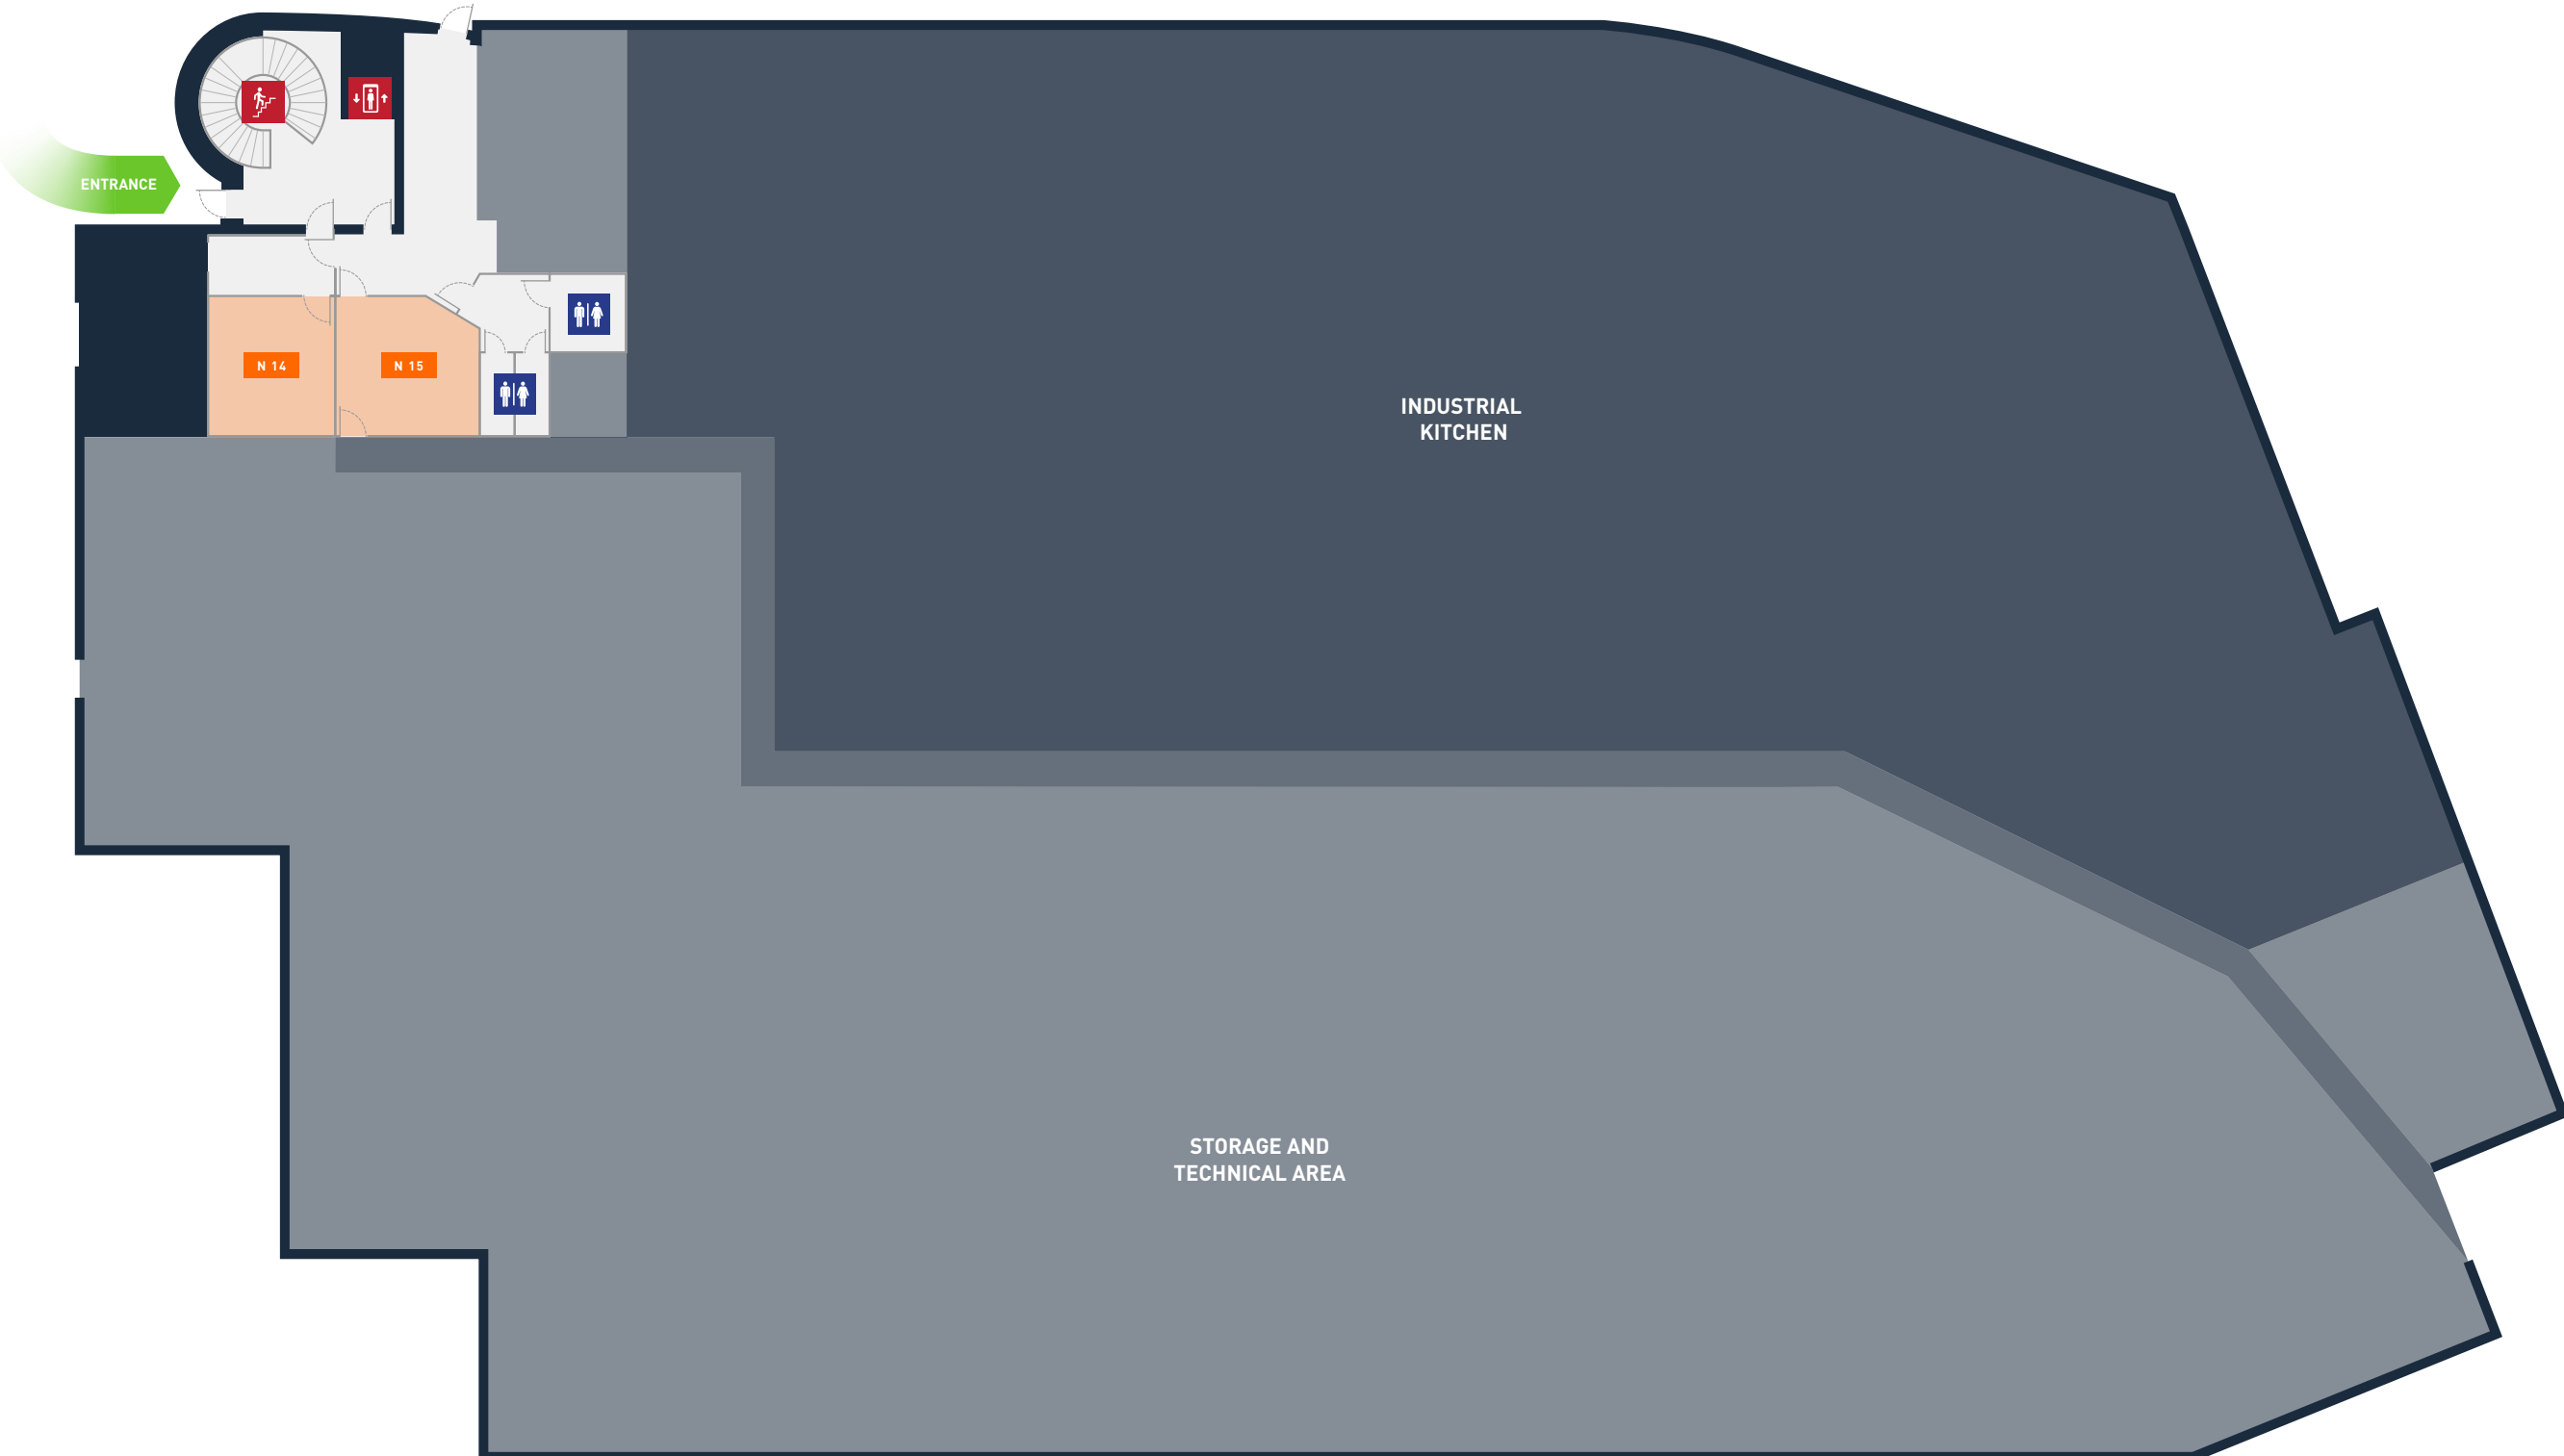 ENTRANCE
N 14
N 15
INDUSTRIAL
KITCHEN
STORAGE AND
TECHNICAL AREA